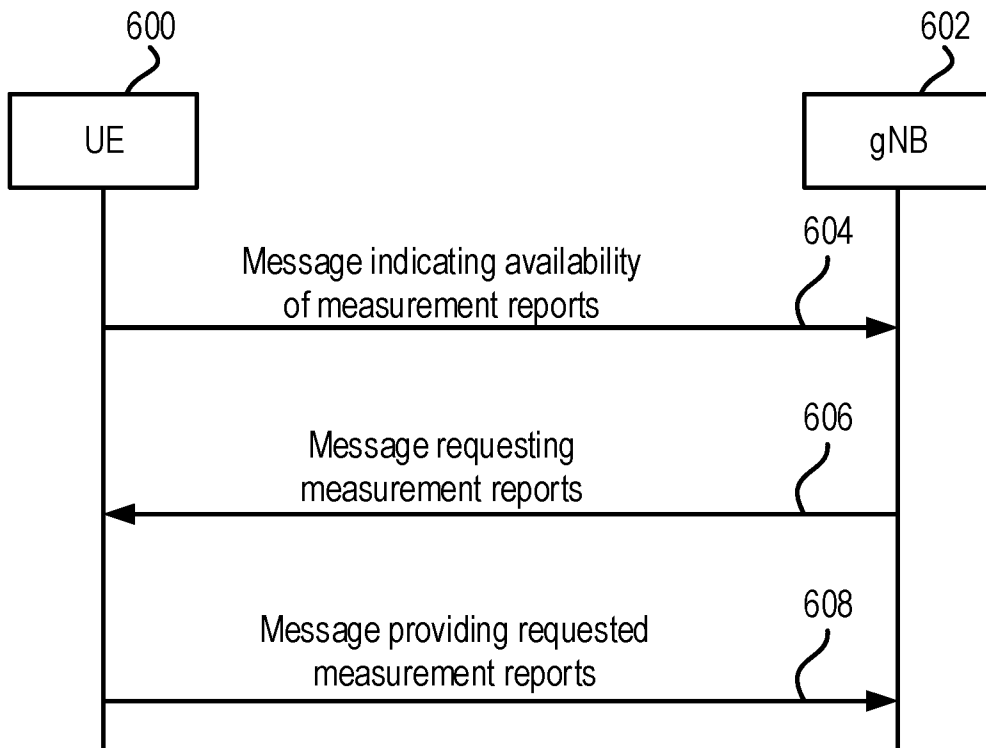 600
602
UE
gNB
604
Message indicating availability
of measurement reports
606
Message requesting
measurement reports
608
Message providing requested
measurement reports